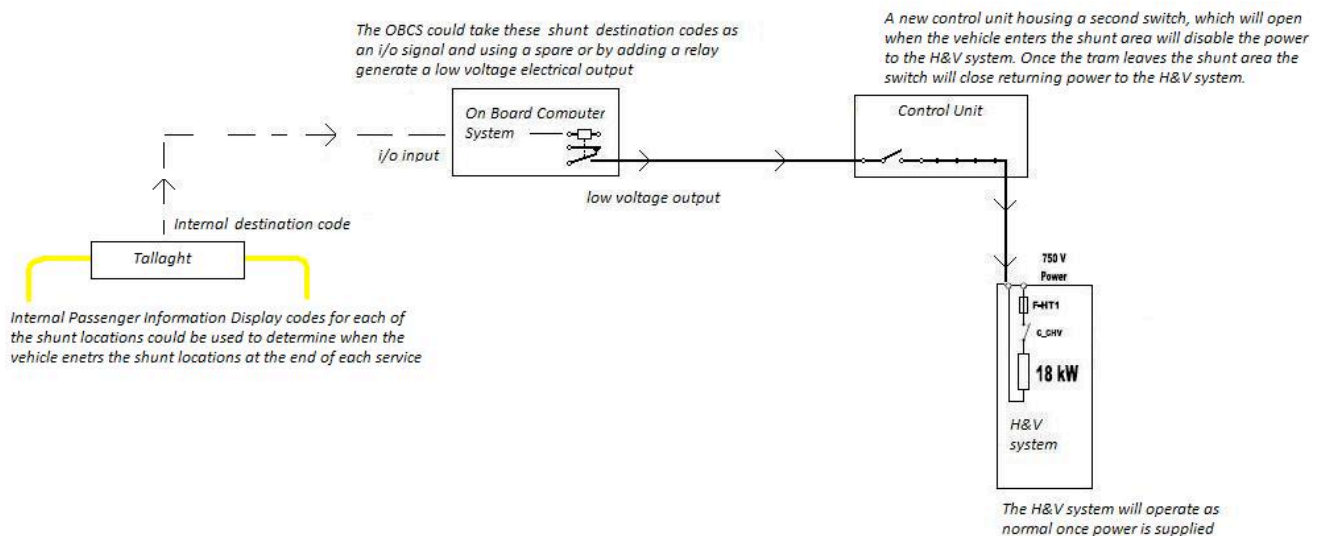 The OBCS could take these shunt destination codes as
an i/o signal and using a spare or by adding a relay
generate a low voltage electrical output
A new control unit housing a second switch, which will open
when the vehicle enters the shunt area will disable the power
to the H&V system. Once the tram leaves the shunt area the
switch will close returning power to the H&V system.
On Board Comouter
System
Control Unit
i/o input
low voltage output
Internal destination code
Tallaght
Internal Passenger Information Display codes for each of
the shunt locations could be used to determine when the
vehicle enetrs the shunt locations at the end of each service
750 V
Power
F-HT1
C_CHV
18 kW
H&V
system
The H&V system will operate as
normal once power is supplied